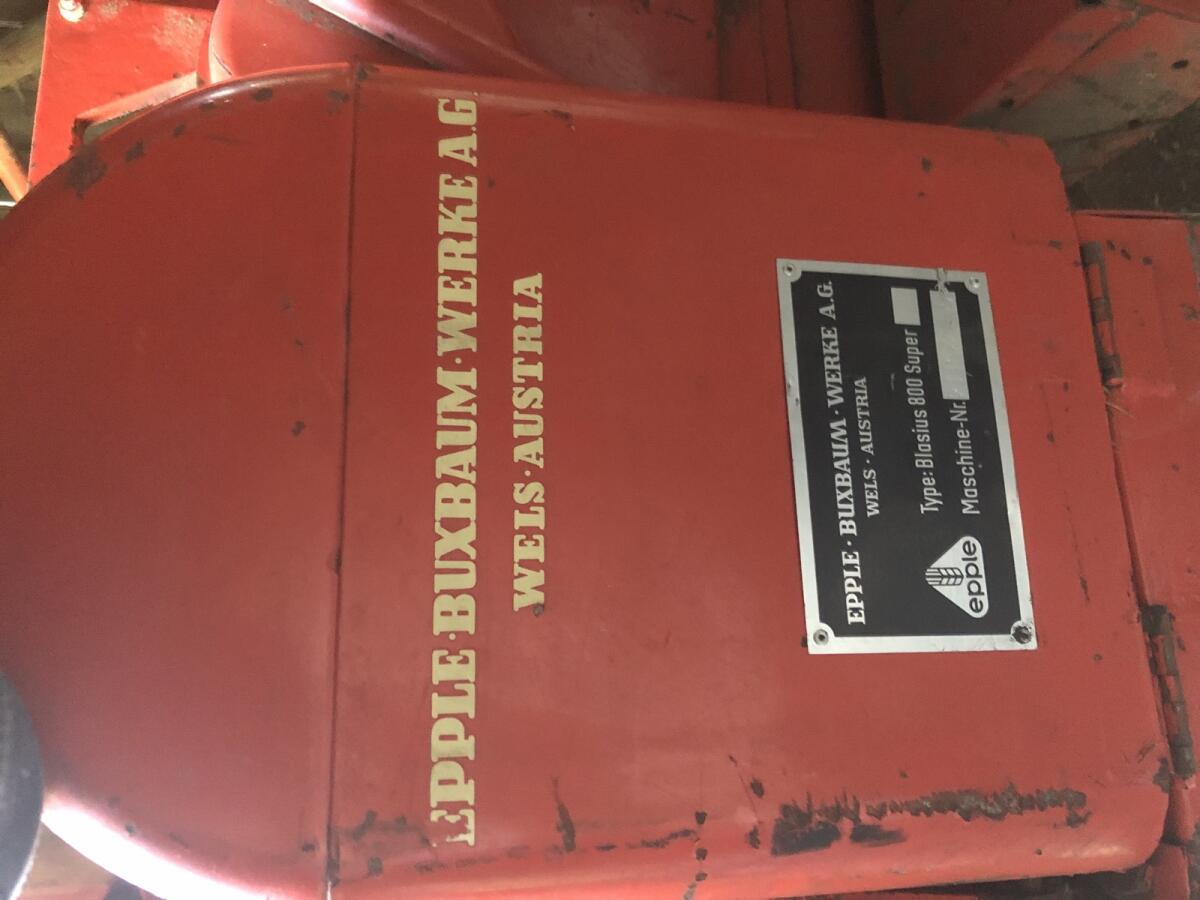 EPPLE·BUXBAUM·WERKE A.G
WELS·AUSTRIA
EPPLE·BUXBAUM·WERKE A.G.
WELS·AUSTRIA
Type: Blasius 800 Super
Maschine-Nr.
epple